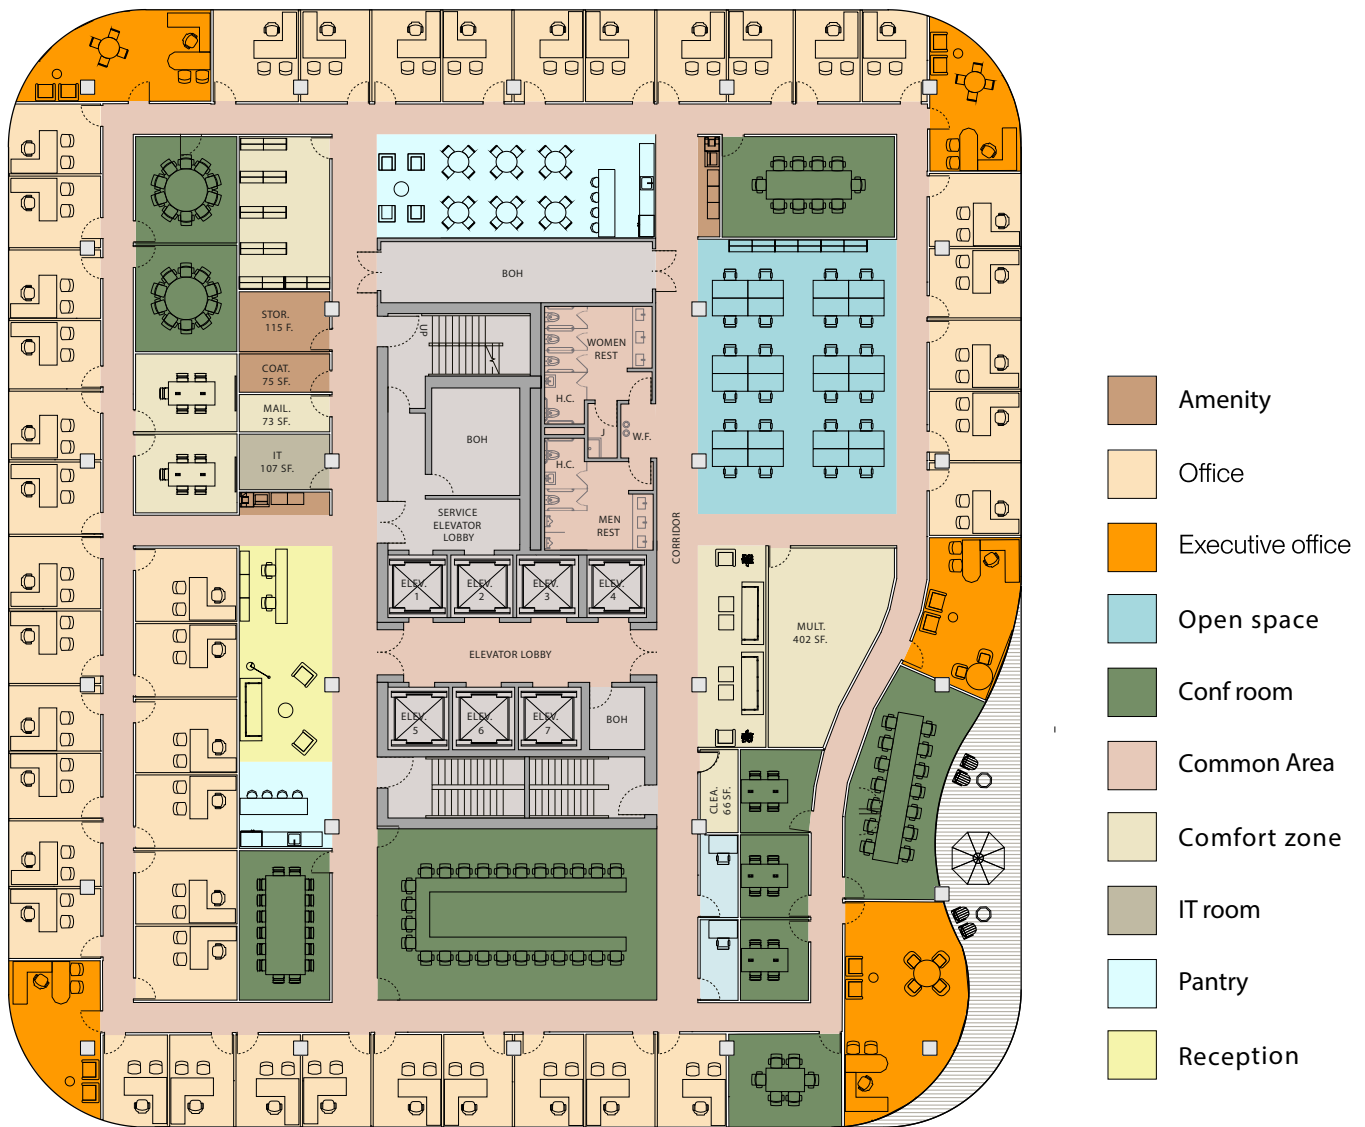 BOH
STOR.
115 F.
UP
WOMEN
REST
COAT.
75 SF.
H.C.
MAIL.
73 SF.
J
W.F.
BOH
IT
107 SF.
H.C.
SERVICE
ELEVATOR
LOBBY
MEN
REST
CORRIDOR
ELEV.
1
ELEV.
2
ELEV.
3
ELEV.
4
MULT.
402 SF.
ELEVATOR LOBBY
ELEV.
5
ELEV.
6
ELEV.
7
BOH
CLEA.
66 SF.
Amenity
Office
Executive office
Open space
Conf room
Common Area
Comfort zone
IT room
Pantry
Reception